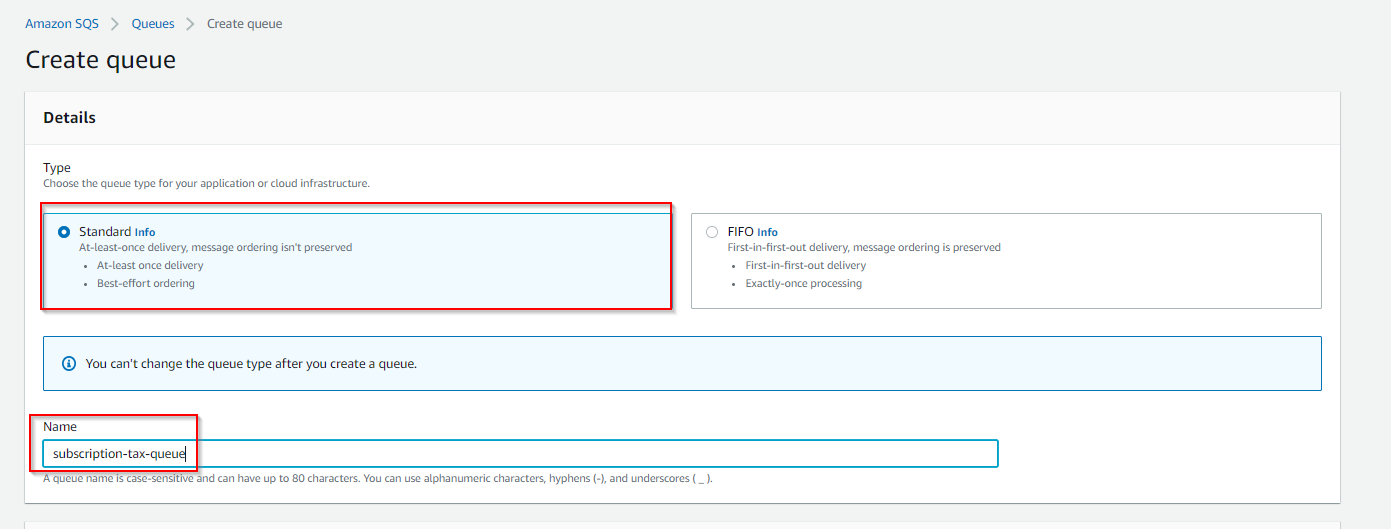 Amazon SQS > Queues > Create queue
Create queue
Details
Type
Choose the queue type for your application or cloud infrastructure.
Standard Info
At-least-once delivery, message ordering isn't preserved
• At-least once delivery
• Best-effort ordering
FIFO Info
First-in-first-out delivery, message ordering is preserved
• First-in-first-out delivery
• Exactly-once processing
You can't change the queue type after you create a queue.
Name
subscription-tax-queue
A queue name is case-sensitive and can have up to 80 characters. You can use alphanumeric characters, hyphens (-), and underscores ( _ ).